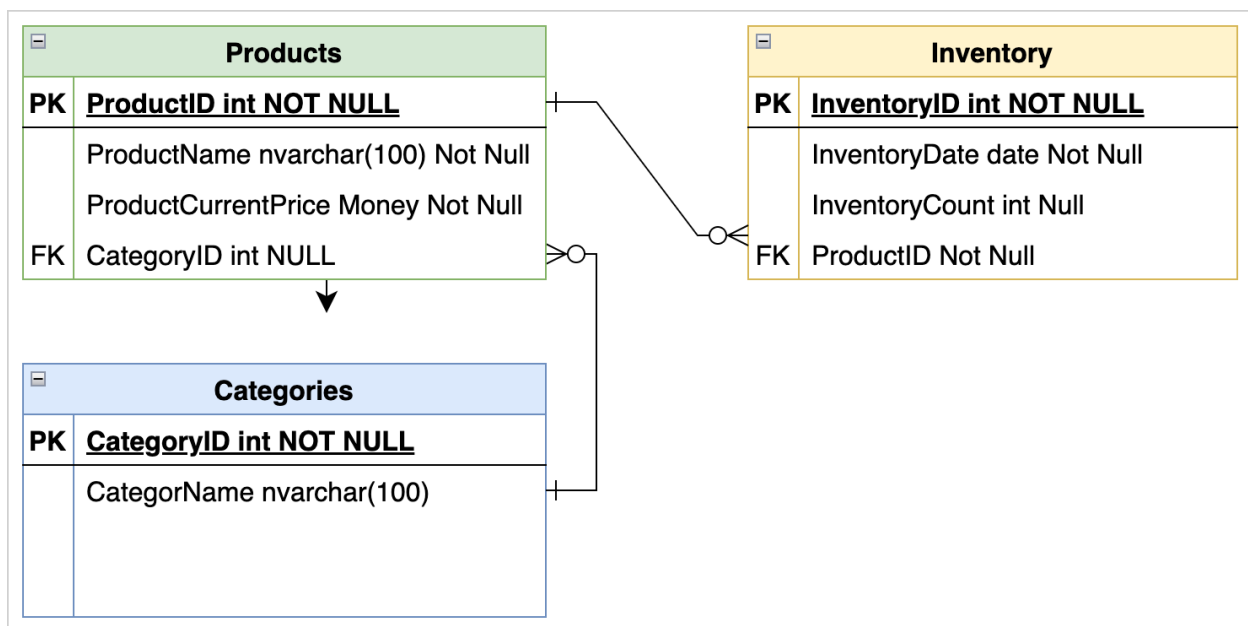 Products
PK ProductID int NOT NULL
ProductName nvarchar(100) Not Null
ProductCurrentPrice Money Not Null
FK CategoryID int NULL
Inventory
PK InventoryID int NOT NULL
InventoryDate date Not Null
InventoryCount int Null
FK ProductID Not Null
Categories
PK CategoryID int NOT NULL
CategorName nvarchar(100)